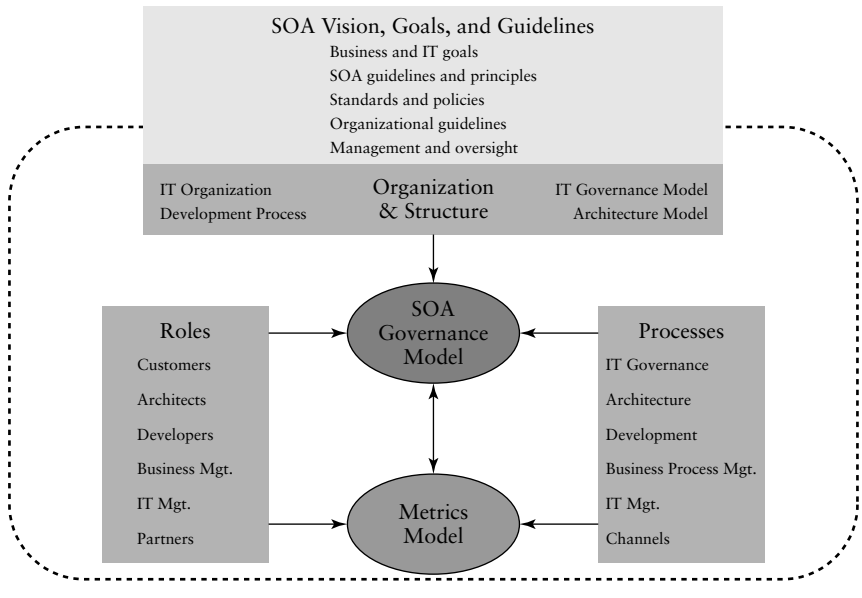 SOA Vision, Goals, and Guidelines
Business and IT goals
SOA guidelines and principles
Standards and policies
Organizational guidelines
Management and oversight
IT Organization
Development Process
Organization
& Structure
IT Governance Model
Architecture Model
SOA
Governance
Model
Roles
Customers
Architects
Developers
Business Mgt.
IT Mgt.
Partners
Processes
IT Governance
Architecture
Development
Business Process Mgt.
IT Mgt.
Channels
Metrics
Model